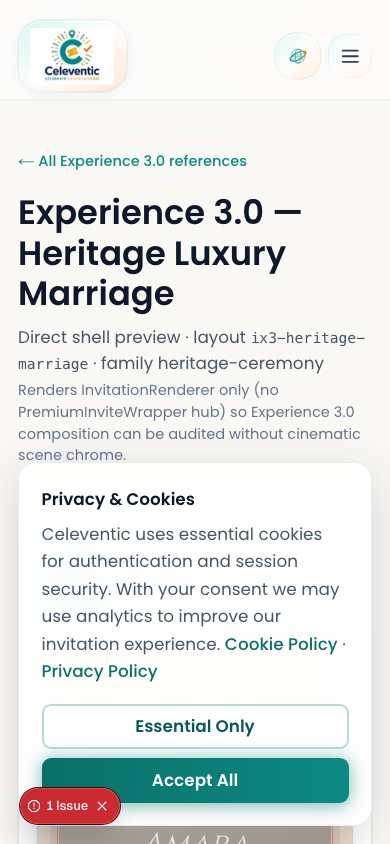 Celeventic
← All Experience 3.0 references
Experience 3.0 —
Heritage Luxury
Marriage
Direct shell preview · layout ix3-heritage-
marriage · family heritage-ceremony
Renders InvitationRenderer only (no
PremiumInviteWrapper hub) so Experience 3.0
composition can be audited without cinematic
scene chrome.
Privacy & Cookies
Celeventic uses essential cookies
for authentication and session
security. With your consent we may
use analytics to improve our
invitation experience. Cookie Policy ·
Privacy Policy
Essential Only
Accept All
1 Issue
AMARA